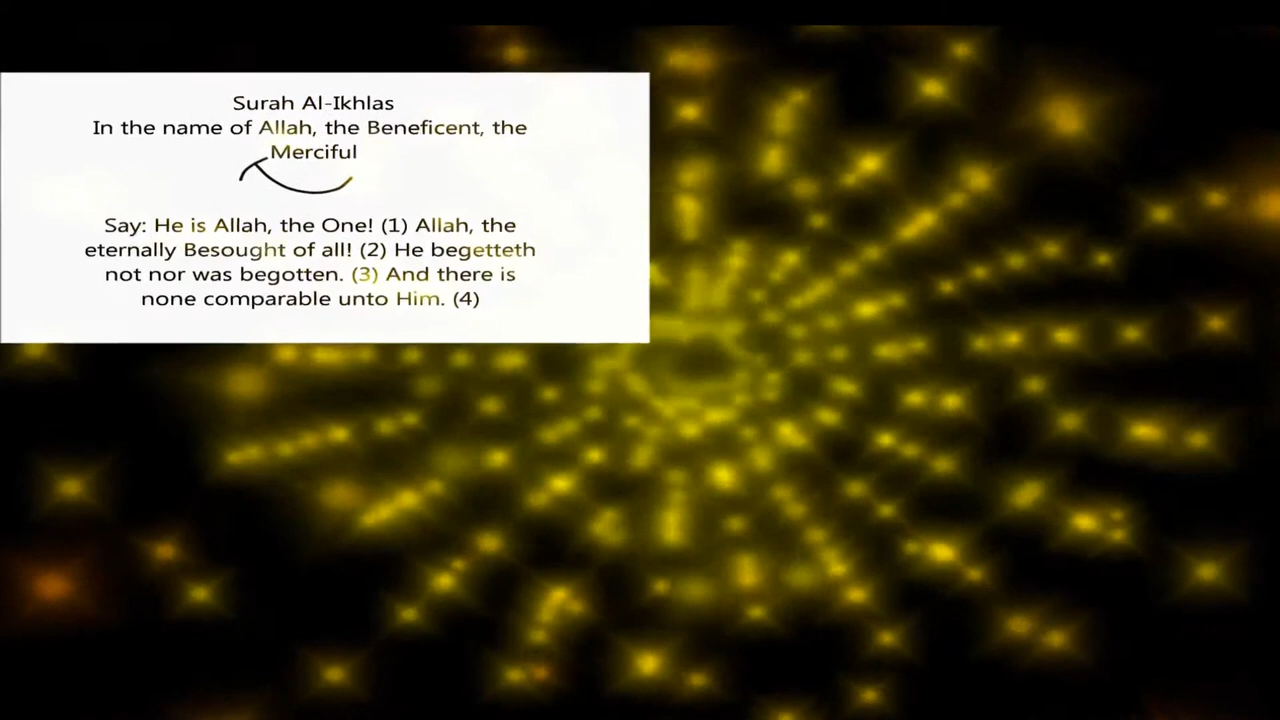 Surah Al-Ikhlas
In the name of Allah, the Beneficent, the
Merciful
Say: He is Allah, the One! (1) Allah, the
eternally Besought of all! (2) He begetteth
not nor was begotten. (3) And there is
none comparable unto Him. (4)